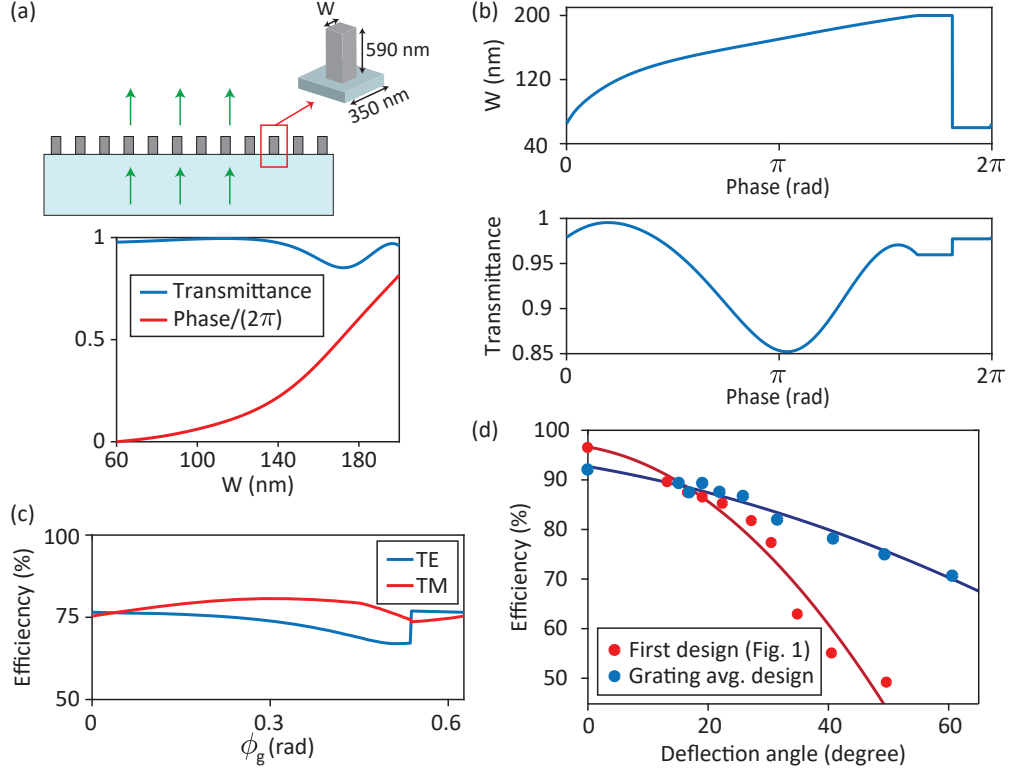 (a)
W
590 nm
350 nm
1
0.5
0
Transmittance
Phase/(2π)
60
100
140
180
W (nm)
(b)
200
120
40
W (nm)
0
π
2π
Phase (rad)
1
0.95
0.9
0.85
Transmittance
0
π
2π
Phase (rad)
(c)
100
75
50
Efficiecncy (%)
TE
TM
0
0.3
0.6
ϕg (rad)
(d)
100
90
80
70
60
50
Efficiency (%)
First design (Fig. 1)
Grating avg. design
0
20
40
60
Deflection angle (degree)